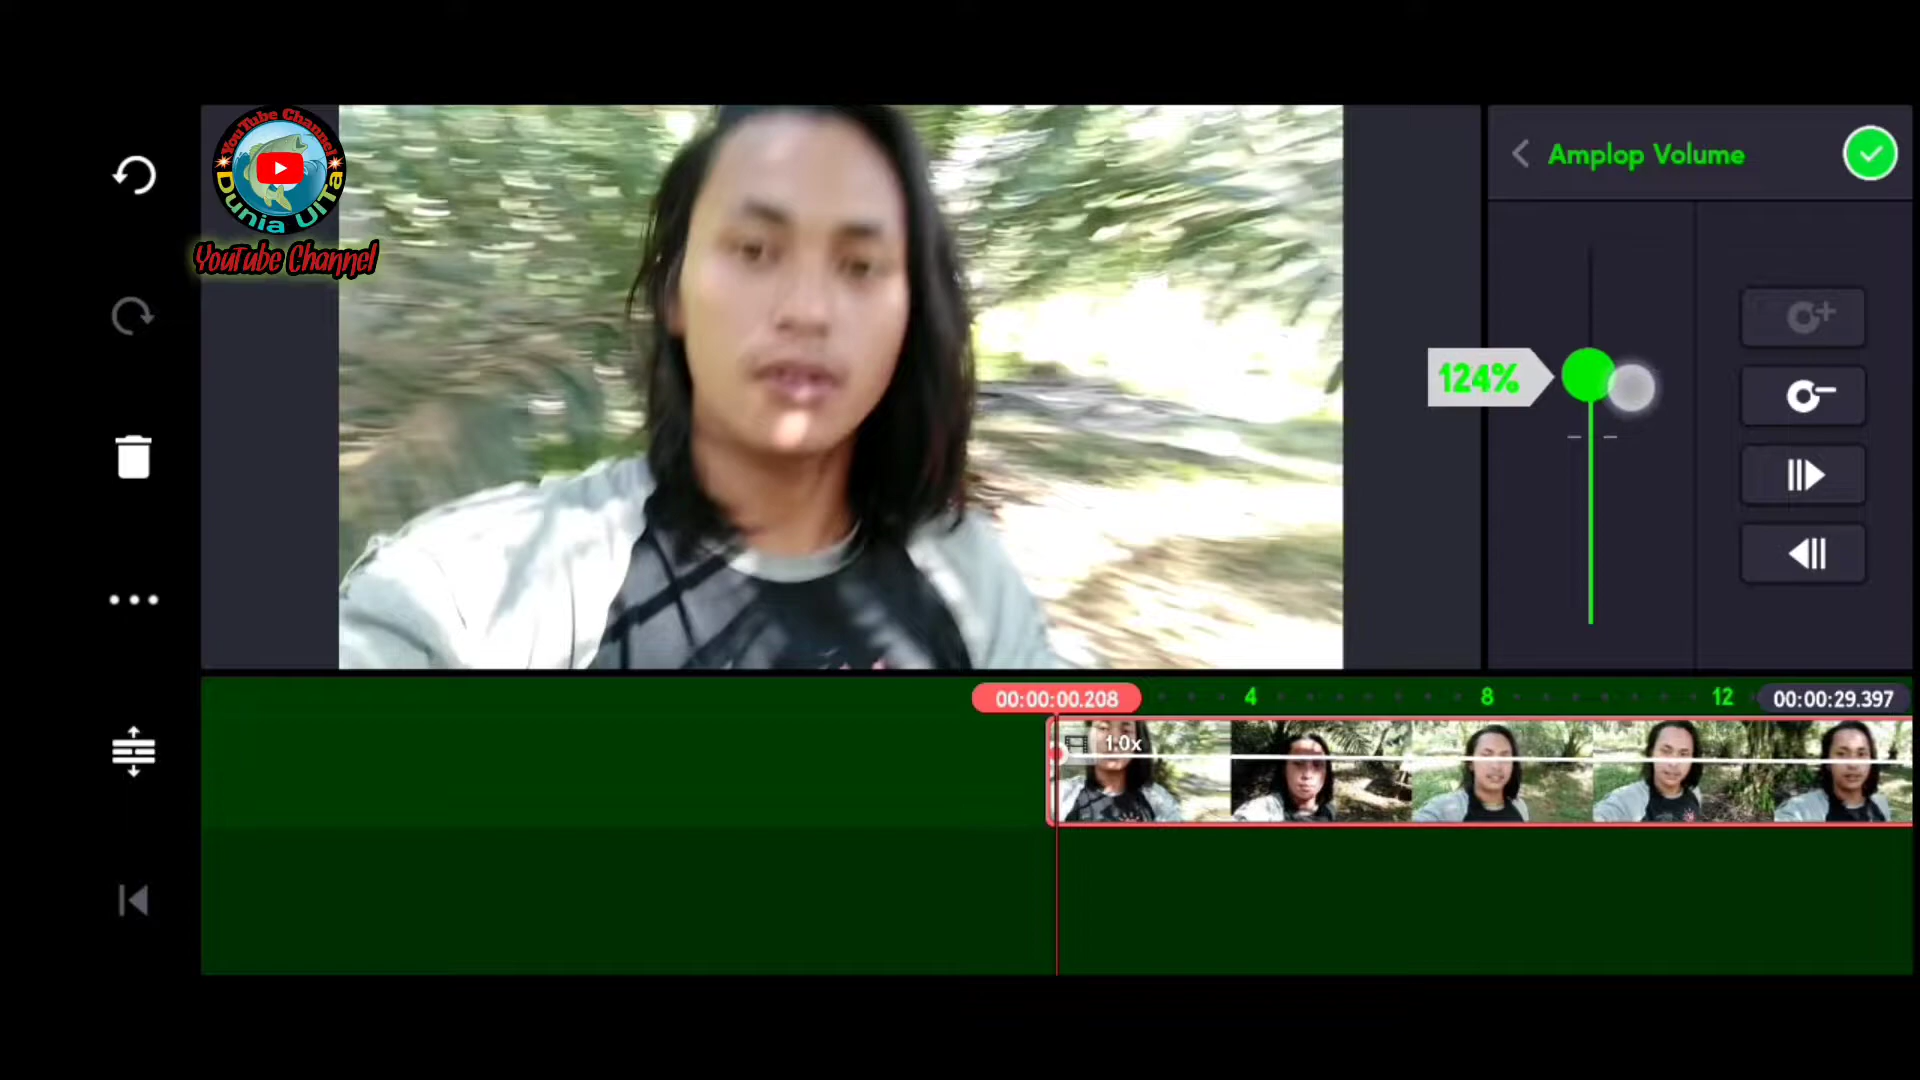 YouTube Channel
Dunia UlTa
YouTube Channel
Amplop Volume
124%
00:00:00.208
4
8
12
00:00:29.397
1.0x